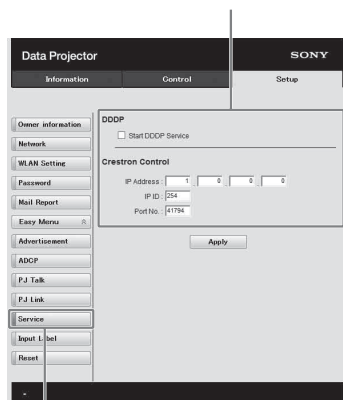 Data Projector SONY
Information Control Setup
Owner information
Network
WLAN Setting
Password
Mail Report
Easy Menu
Advertisement
ADCP
PJ Talk
PJ Link
Service
Input Label
Reset
DDDP
Start DDDP Service
Crestron Control
IP Address : 1 . 0 . 0 . 0
IP ID : 254
Port No. : 41794
Apply